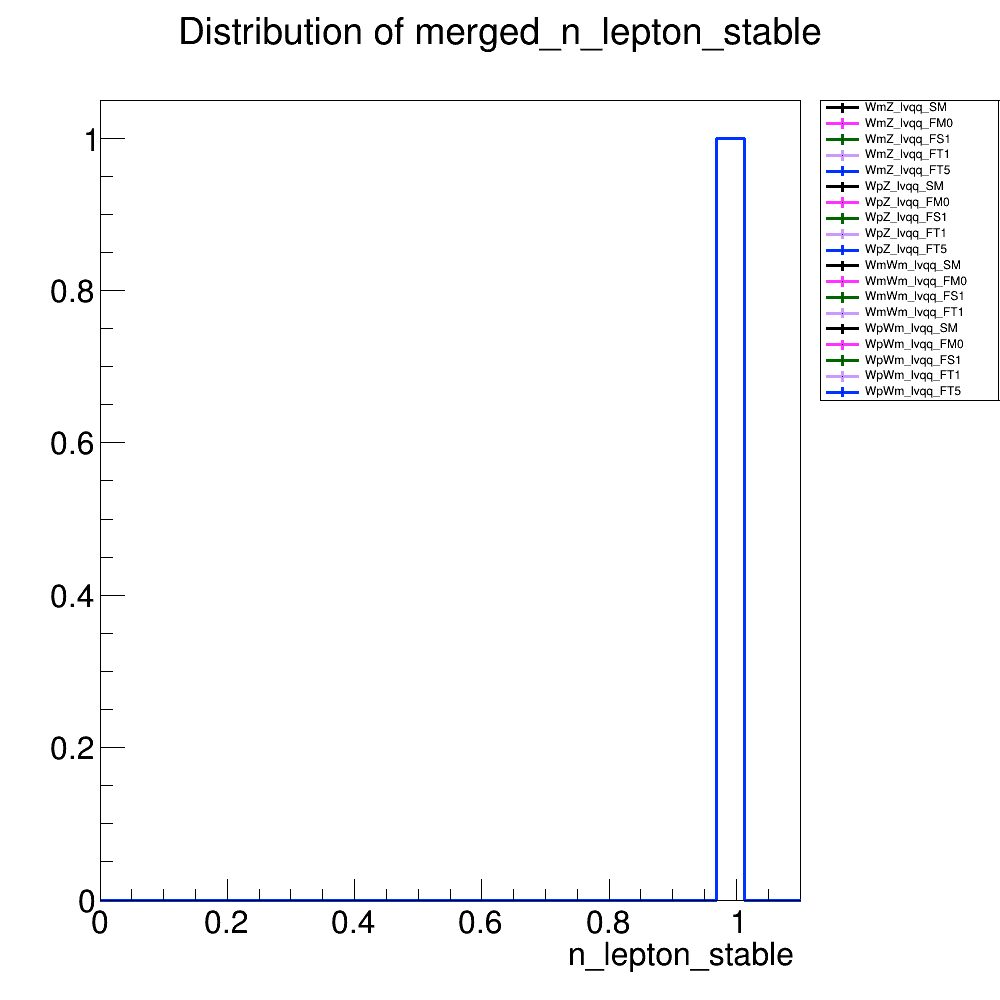 Distribution of merged_n_lepton_stable
WmZ_lvqq_SM
WmZ_lvqq_FM0
WmZ_lvqq_FS1
WmZ_lvqq_FT1
WmZ_lvqq_FT5
WpZ_lvqq_SM
WpZ_lvqq_FM0
WpZ_lvqq_FS1
WpZ_lvqq_FT1
WpZ_lvqq_FT5
WmWm_lvqq_SM
WmWm_lvqq_FM0
WmWm_lvqq_FS1
WmWm_lvqq_FT1
WpWm_lvqq_SM
WpWm_lvqq_FM0
WpWm_lvqq_FS1
WpWm_lvqq_FT1
WpWm_lvqq_FT5
1
0.8
0.6
0.4
0.2
0
0 0.2 0.4 0.6 0.8 1
n_lepton_stable